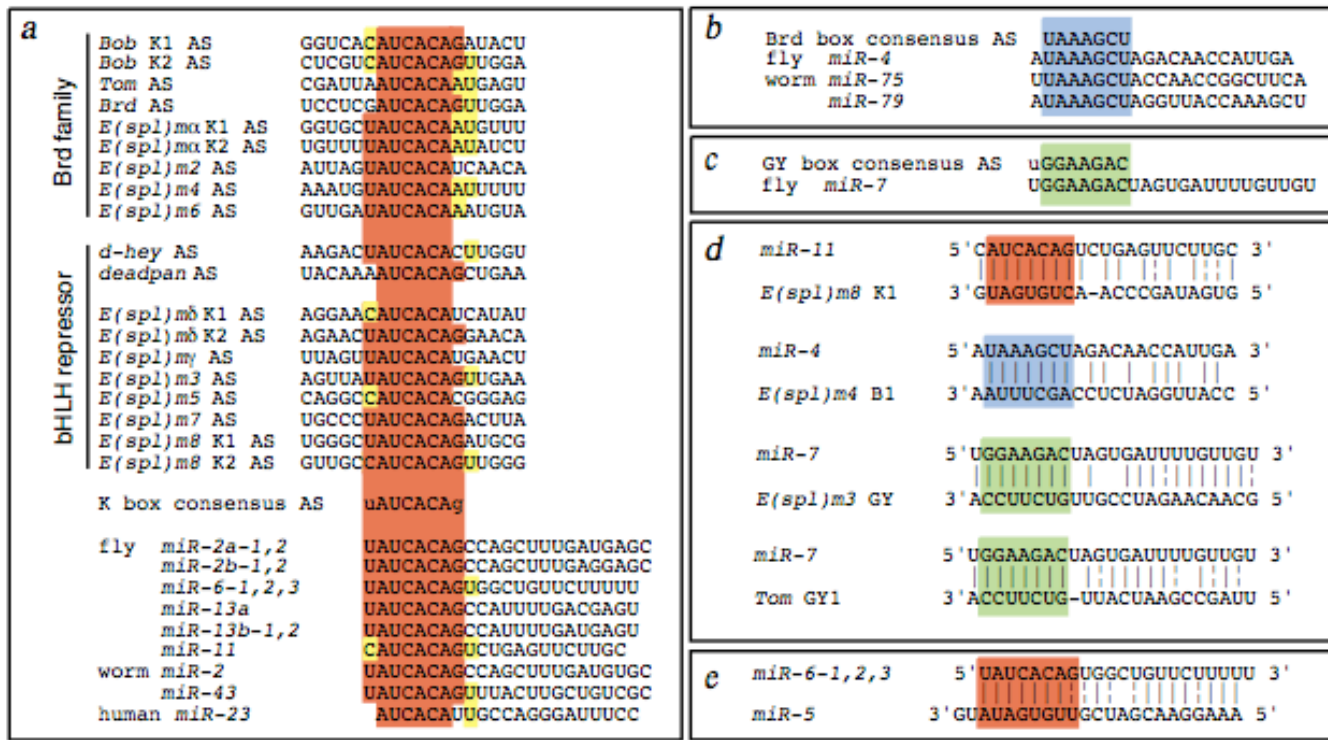 a
Brd family
Bob K1 AS GGUCACAUCACAGAUACU
Bob K2 AS CUCGUCAUCACAGUUGGA
Tom AS CGAUUAAUCACAAUGAGU
Brd AS UCCUCGAUCACAGUUGGA
E(spl)mα K1 AS GGUGCUAUCACAAUGUUU
E(spl)mα K2 AS UGUUUUAUCACAAUAUCU
E(spl)m2 AS AUUAGUAUCACAUCAACA
E(spl)m4 AS AAAUGUAUCACAAUUUUU
E(spl)m6 AS GUUGAUAUCACAAAUGUA
bHLH repressor
d-hey AS AAGACUAUCACACUUGGU
deadpan AS UACAAAAUCACAGCUGAA
E(spl)mδ K1 AS AGGAACAUCACAUCAUAU
E(spl)mδ K2 AS AGAACUAUCACAGGAACA
E(spl)mγ AS UUAGUUAUCACAUGAACU
E(spl)m3 AS AGUUAUAUCACAGUUGAA
E(spl)m5 AS CAGGCCAUCACACGGGAG
E(spl)m7 AS UGCCCUAUCACAGACUUA
E(spl)m8 K1 AS UGGGCUAUCACAGAUGCG
E(spl)m8 K2 AS GUUGCCAUCACAGUUGGG
K box consensus AS uAUCACAg
fly miR-2a-1,2 UAUCACAGCCAGCUUUGAUGAGC
miR-2b-1,2 UAUCACAGCCAGCUUUGAGGAGC
miR-6-1,2,3 UAUCACAGUGGCUGUUCUUUUU
miR-13a UAUCACAGCCAUUUUGACGAGU
miR-13b-1,2 UAUCACAGCCAUUUUGAUGAGU
miR-11 CAUCACAGUCUGAGUUCUUGC
worm miR-2 UAUCACAGCCAGCUUUGAUGUGC
miR-43 UAUCACAGUUUACUUGCUGUCGC
human miR-23 AUCACAUUGCCAGGGAUUUCC
b
Brd box consensus AS UAAAGCU
fly miR-4 AUAAAGCUAGACAACCAUUGA
worm miR-75 UUAAAGCUACCAACCGGCUUCA
miR-79 AUAAAGCUAGGUUACCAAAGCU
c
GY box consensus AS uGGAAGAC
fly miR-7 UGGAAGACUAGUGAUUUUGUUGU
d
miR-11 5'CAUCACAGUCUGAGUUCUUGC 3'
E(spl)m8 K1 3'GUAGUGUCA-ACCCGAUAGUG 5'
miR-4 5'AUAAAGCUAGACAACCAUUGA 3'
E(spl)m4 B1 3'AAUUUCGACCUCUAGGUUACC 5'
miR-7 5'UGGAAGACUAGUGAUUUUGUUGU 3'
E(spl)m3 GY 3'ACCUUCUGUUGCCUAGAACAACG 5'
miR-7 5'UGGAAGACUAGUGAUUUUGUUGU 3'
Tom GY1 3'ACCUUCUG-UUACUAAGCCGAUU 5'
e
miR-6-1,2,3 5'UAUCACAGUGGCUGUUCUUUUU 3'
miR-5 3'GUAUAGUGUUGCUAGCAAGGAAA 5'